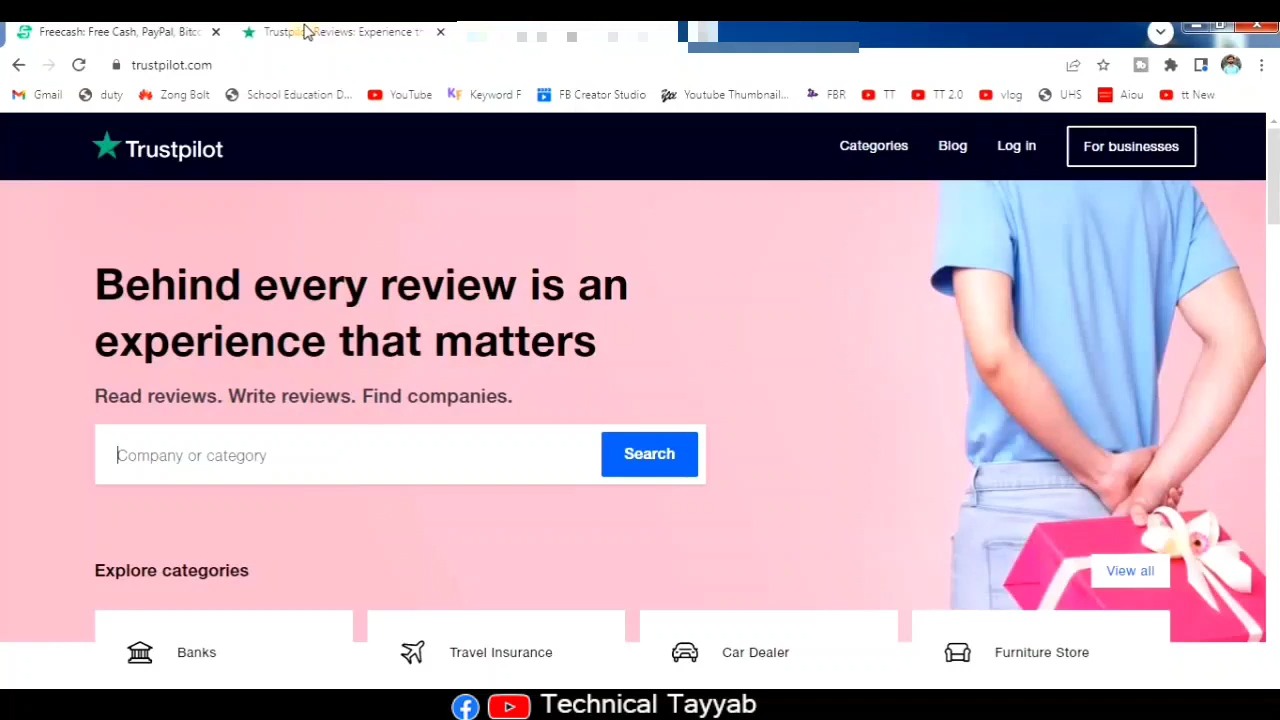 Freecash: Free Cash, PayPal, Bitcc
Trustpilot Reviews: Experience th
trustpilot.com
Gmail
duty
Zong Bolt
School Education D...
YouTube
Keyword F
FB Creator Studio
Youtube Thumbnail...
FBR
TT
TT 2.0
vlog
UHS
Aiou
tt New
Trustpilot
Categories
Blog
Log in
For businesses
Behind every review is an
experience that matters
Read reviews. Write reviews. Find companies.
Company or category
Search
Explore categories
View all
Banks
Travel Insurance
Car Dealer
Furniture Store
Technical Tayyab